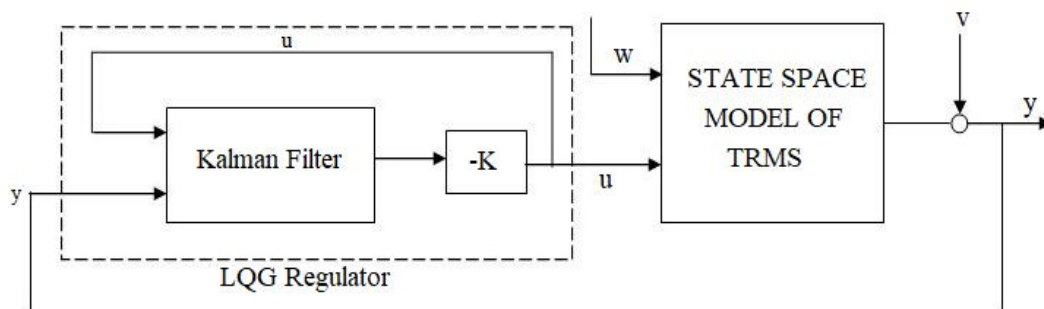 u
w
v
STATE SPACE
MODEL OF
TRMS
y
Kalman Filter
-K
u
y
LQG Regulator